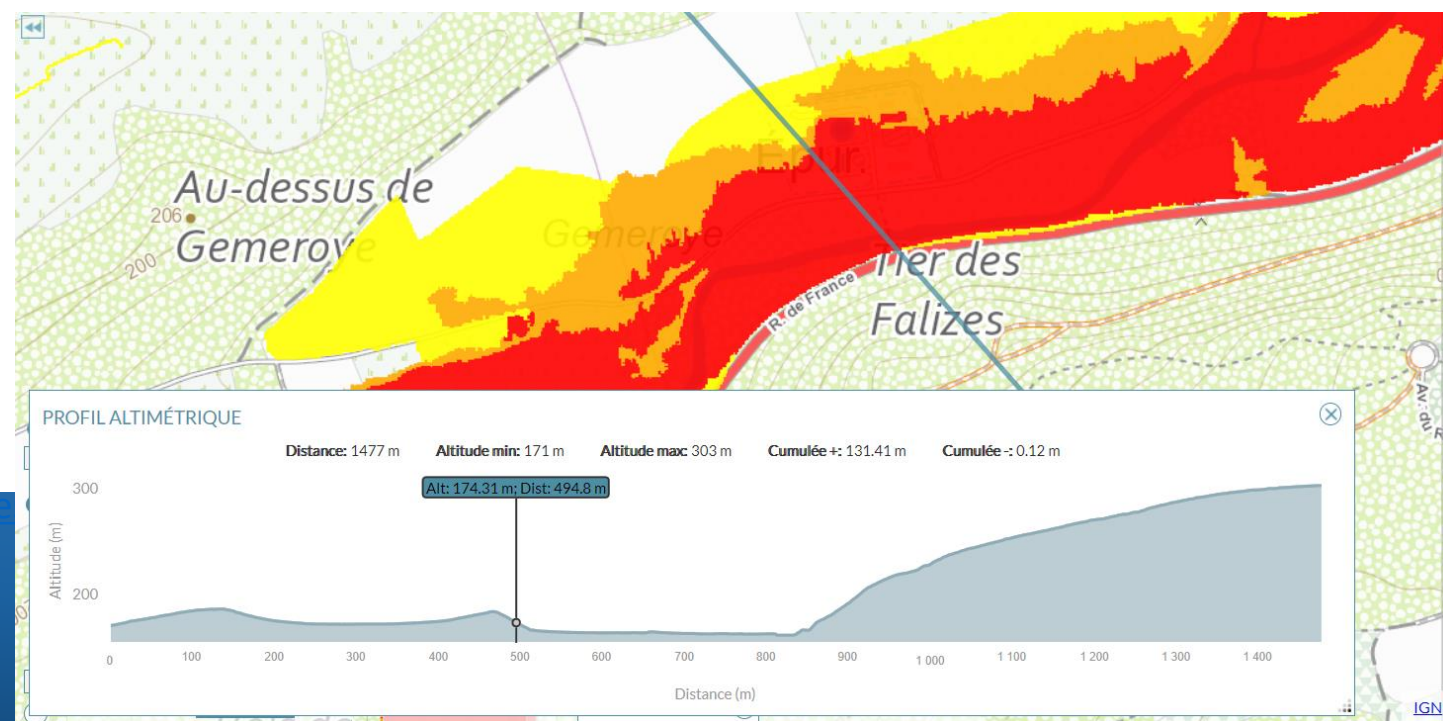 Au-dessus de
206
Gemeroye
200
Gemeroye
Épur.
R. de France
Tier des
Falizes
Av. du R
PROFIL ALTIMÉTRIQUE
Distance: 1477 m Altitude min: 171 m Altitude max: 303 m Cumulée +: 131.41 m Cumulée -: 0.12 m
Alt: 174.31 m; Dist: 494.8 m
300
200
Altitude (m)
0 100 200 300 400 500 600 700 800 900 1 000 1 100 1 200 1 300 1 400
Distance (m)
IGN